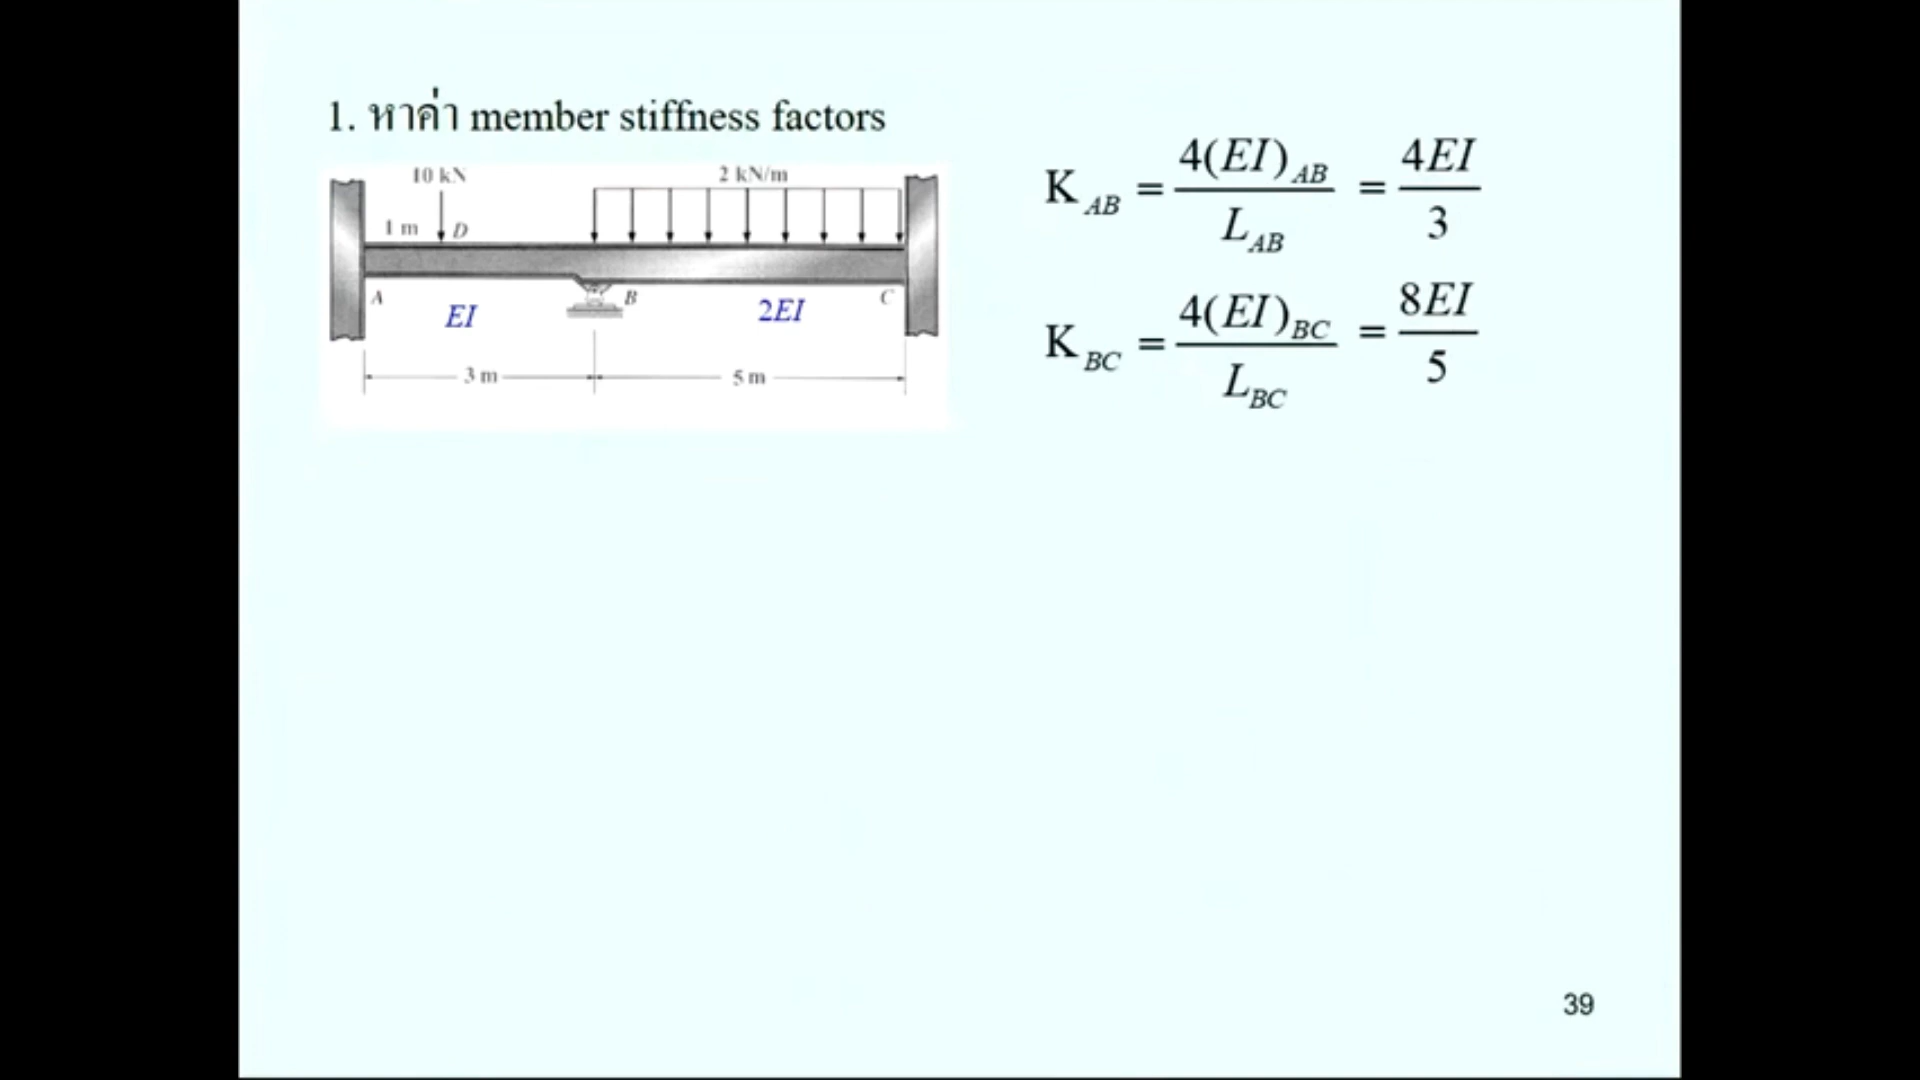 1. หาค่า member stiffness factors
10 kN
2 kN/m
1 m
D
A
EI
B
2EI
C
3 m
5 m
K_AB = 4(EI)_AB / L_AB = 4EI / 3
K_BC = 4(EI)_BC / L_BC = 8EI / 5
39